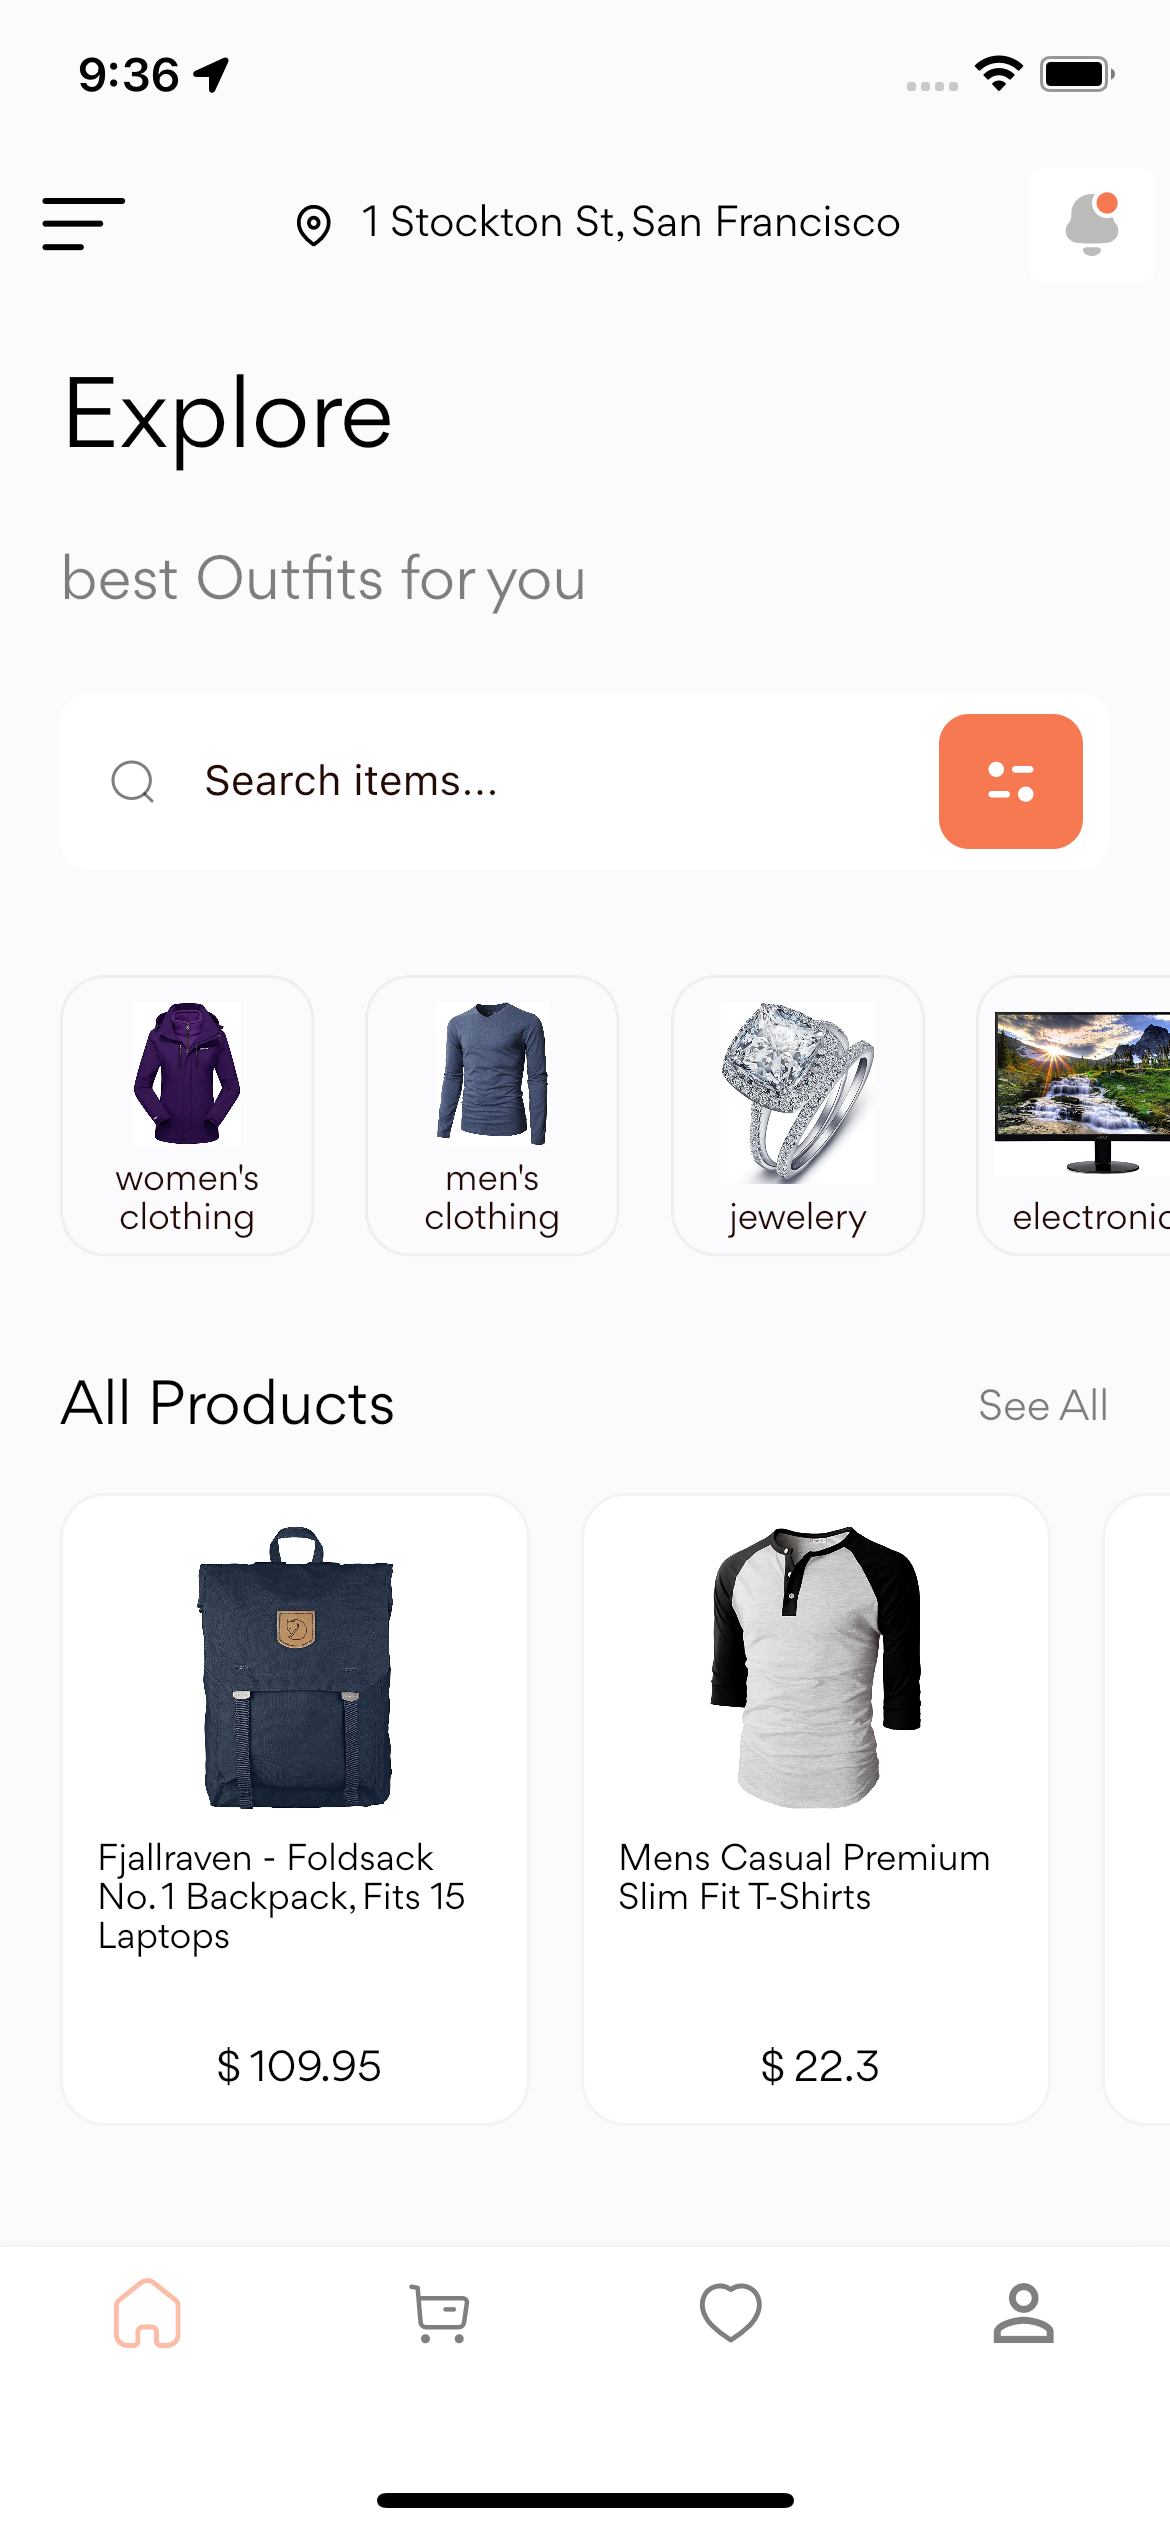 9:36
1 Stockton St, San Francisco
Explore
best Outfits for you
Search items...
women's
clothing
men's
clothing
jewelery
electronic
All Products
See All
Fjallraven - Foldsack
No. 1 Backpack, Fits 15
Laptops
$ 109.95
Mens Casual Premium
Slim Fit T-Shirts
$ 22.3